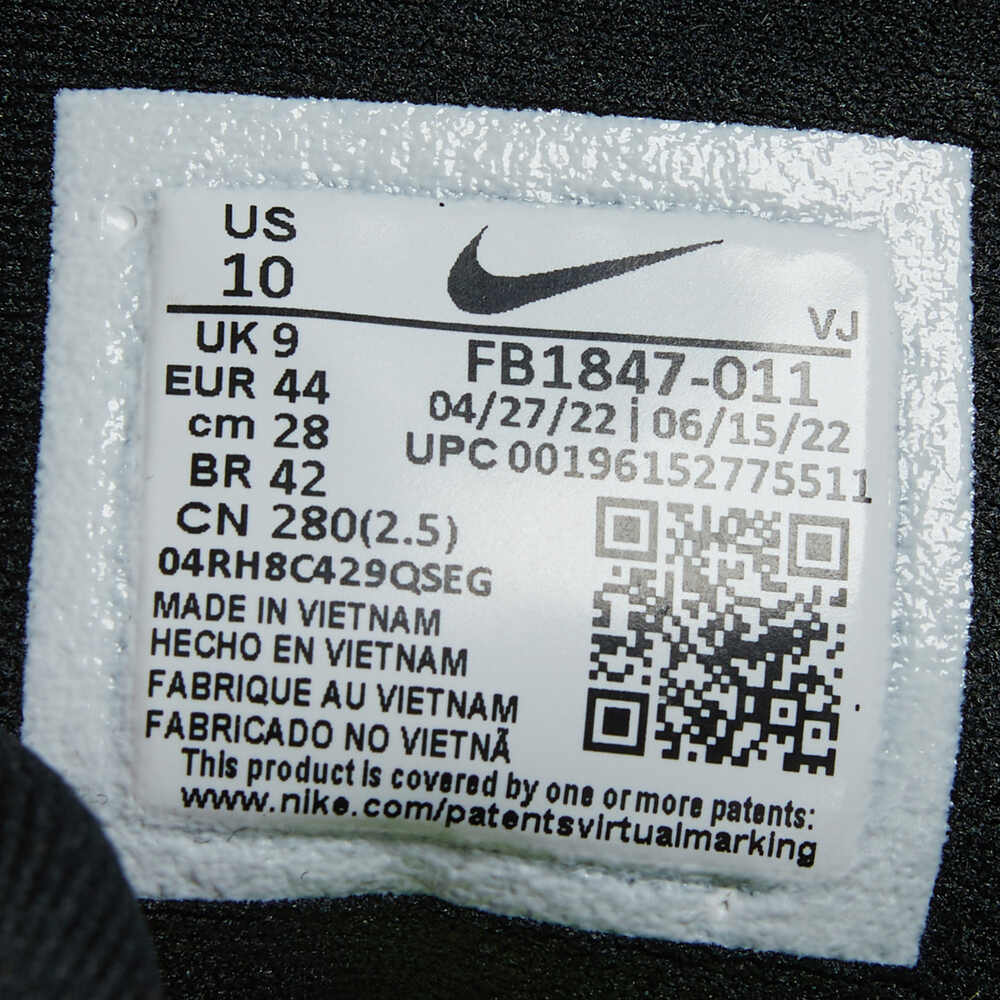 US
10
VJ
UK 9
FB1847-011
EUR 44
04/27/22 | 06/15/22
cm 28
UPC 00196152775511
BR 42
CN 280(2.5)
04RH8C429QSEG
MADE IN VIETNAM
HECHO EN VIETNAM
FABRIQUE AU VIETNAM
FABRICADO NO VIETNÃ
This product is covered by one or more patents:
www.nike.com/patentsvirtualmarking